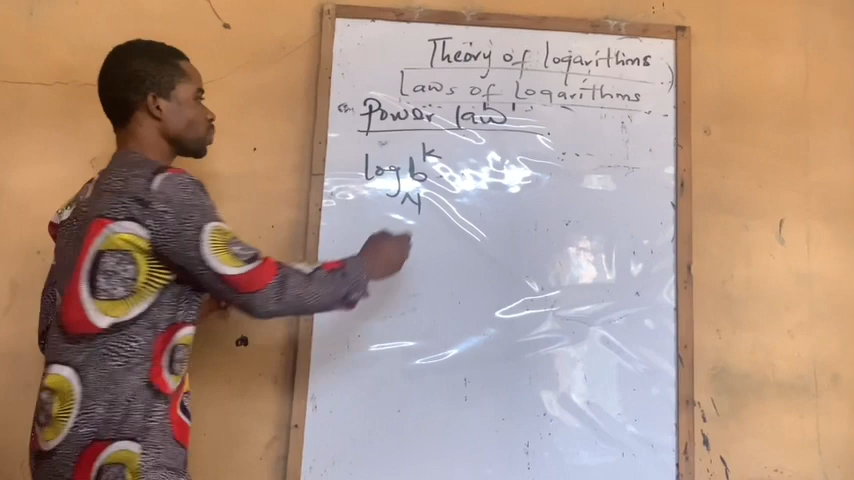 Theory of logarithms
Laws of Logarithms
Power law
log b^k
N